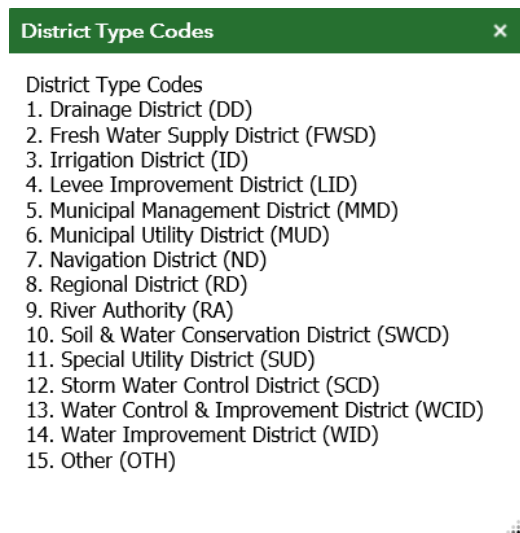 District Type Codes ×
District Type Codes
1. Drainage District (DD)
2. Fresh Water Supply District (FWSD)
3. Irrigation District (ID)
4. Levee Improvement District (LID)
5. Municipal Management District (MMD)
6. Municipal Utility District (MUD)
7. Navigation District (ND)
8. Regional District (RD)
9. River Authority (RA)
10. Soil & Water Conservation District (SWCD)
11. Special Utility District (SUD)
12. Storm Water Control District (SCD)
13. Water Control & Improvement District (WCID)
14. Water Improvement District (WID)
15. Other (OTH)